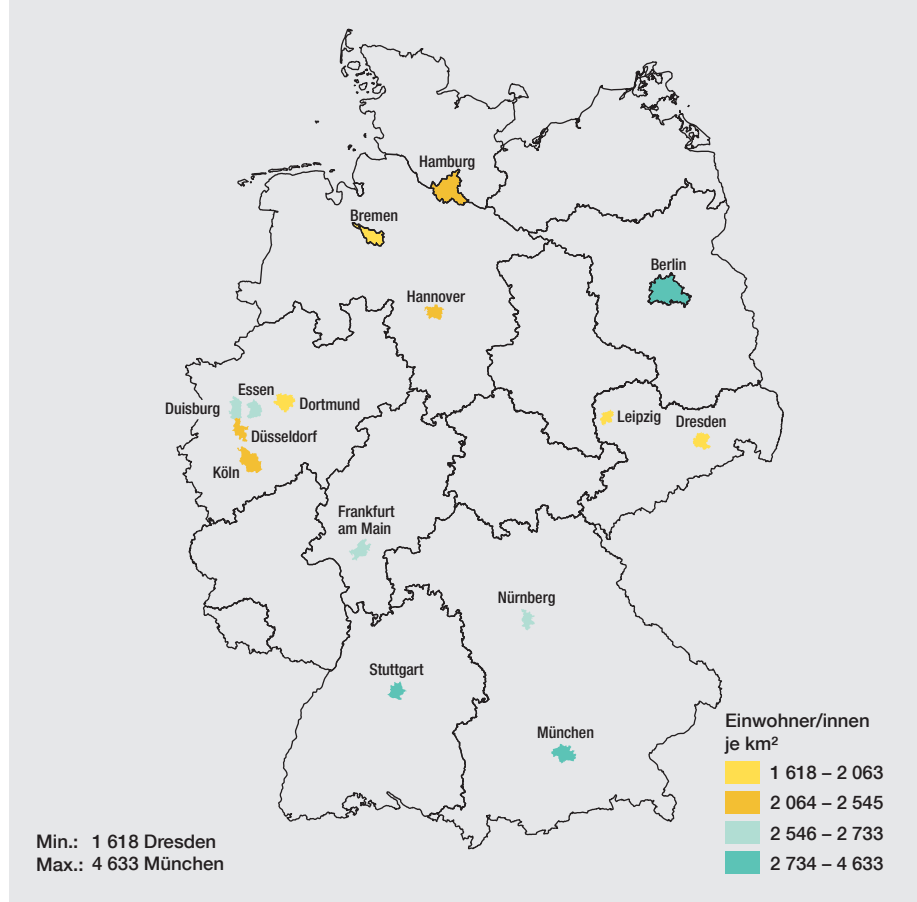 Hamburg
Bremen
Berlin
Hannover
Essen
Duisburg
Dortmund
Leipzig
Dresden
Düsseldorf
Köln
Frankfurt
am Main
Nürnberg
Stuttgart
München
Einwohner/innen
je km²
1 618 – 2 063
2 064 – 2 545
2 546 – 2 733
2 734 – 4 633
Min.: 1 618 Dresden
Max.: 4 633 München